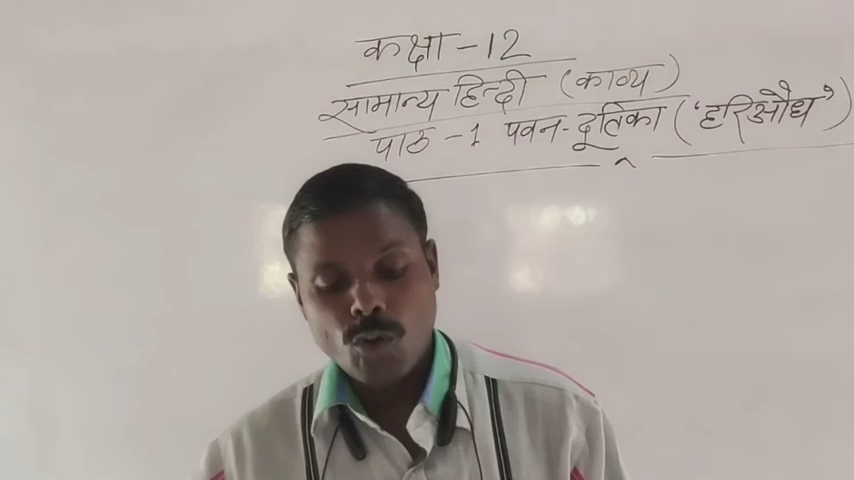 कक्षा - 12
सामान्य हिन्दी (काव्य)
पाठ - 1 पवन-दूतिका ('हरिऔध')